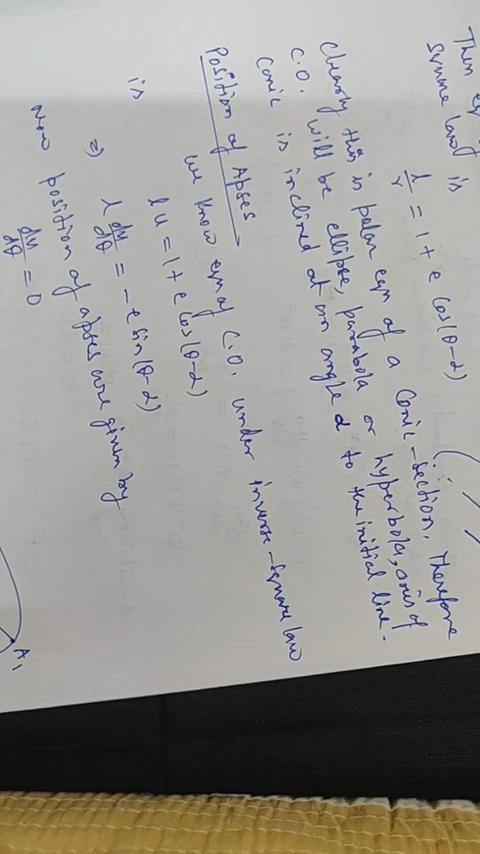 Then eq
square law is
l/r = 1 + e Cos(θ-α)
Clearly this is polar eqn of a Conic-section. Therefore
C.O. will be ellipse, parabola or hyperbola, axis of
Conic is inclined at an angle α to the initial line.
Position of Apses
we know eqn of C.O. under inverse-square law
is
lu = 1 + e Cos(θ-α)
⇒ l du/dθ = -e sin(θ-α)
Now position of apses are given by
du/dθ = 0
A₁